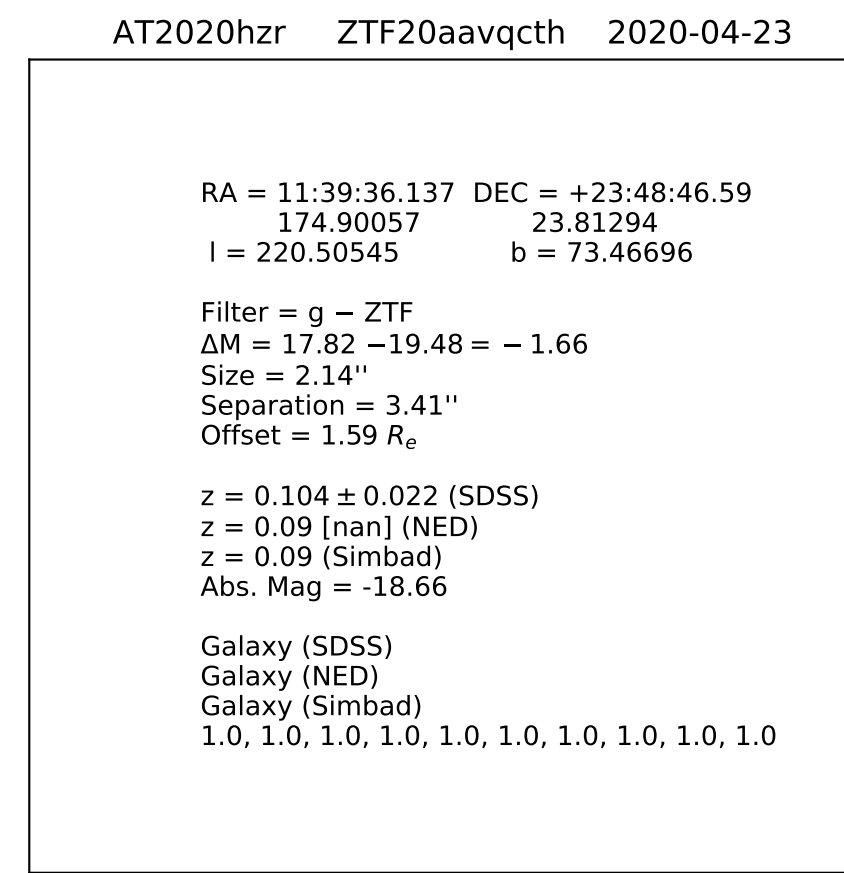 AT2020hzr ZTF20aavqcth 2020-04-23
RA = 11:39:36.137 DEC = +23:48:46.59
174.90057 23.81294
l = 220.50545 b = 73.46696
Filter = g − ZTF
ΔM = 17.82 −19.48 = − 1.66
Size = 2.14''
Separation = 3.41''
Offset = 1.59 Rₑ
z = 0.104 ± 0.022 (SDSS)
z = 0.09 [nan] (NED)
z = 0.09 (Simbad)
Abs. Mag = -18.66
Galaxy (SDSS)
Galaxy (NED)
Galaxy (Simbad)
1.0, 1.0, 1.0, 1.0, 1.0, 1.0, 1.0, 1.0, 1.0, 1.0